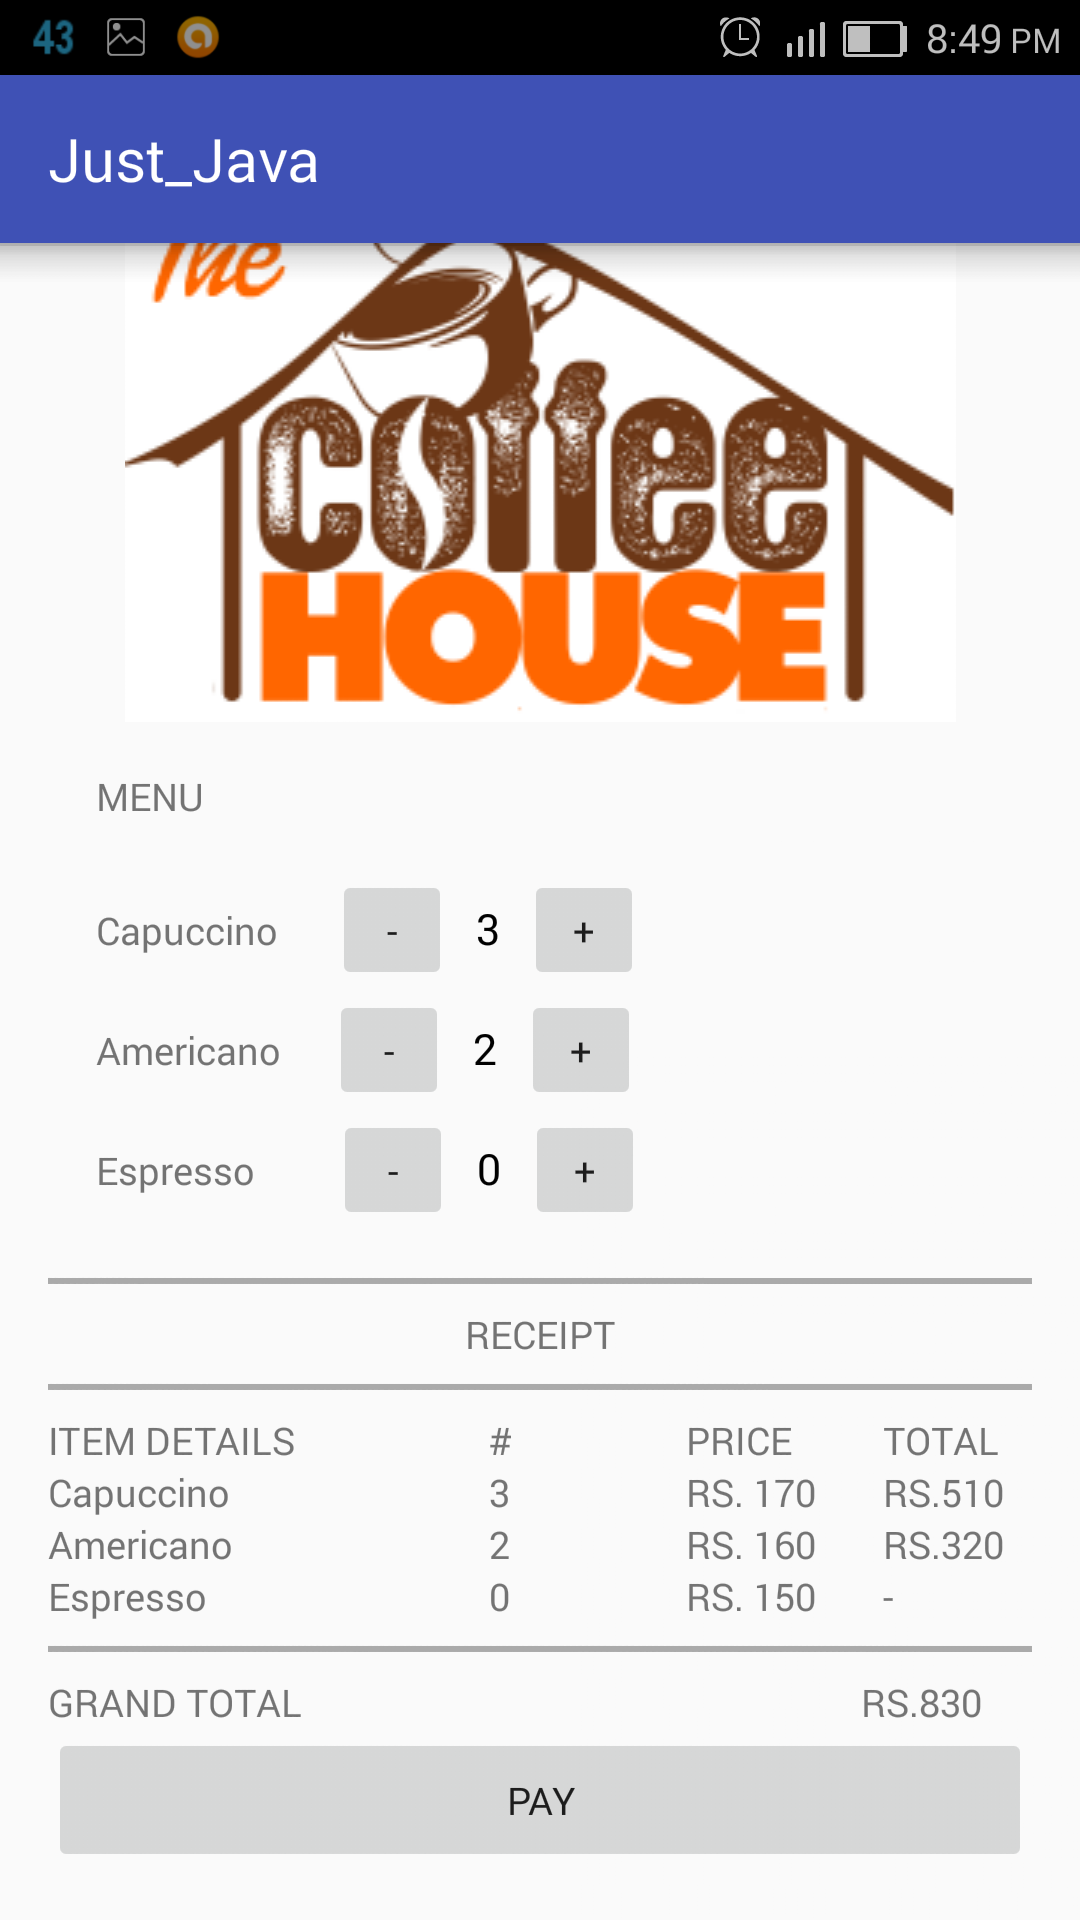 43 8:49 PM
Just_Java
The
coffee
HOUSE
MENU
Capuccino - 3 +
Americano - 2 +
Espresso - 0 +
RECEIPT
ITEM DETAILS # PRICE TOTAL
Capuccino 3 RS. 170 RS.510
Americano 2 RS. 160 RS.320
Espresso 0 RS. 150 -
GRAND TOTAL RS.830
PAY